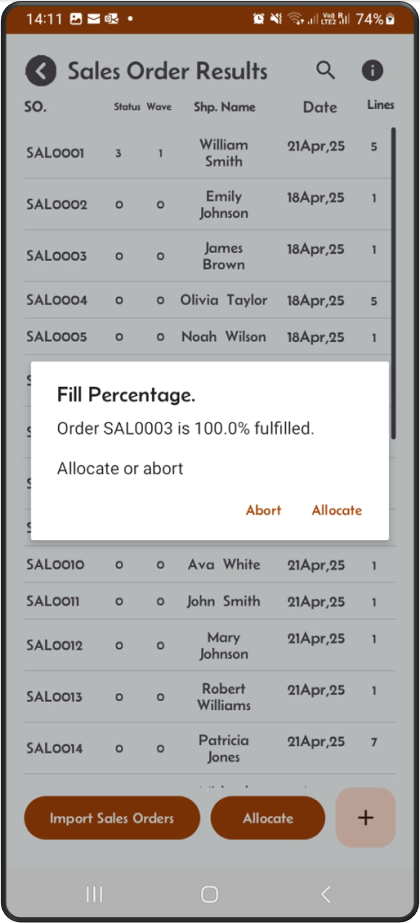 14:11 Vo) R LTE2 74%
Sales Order Results
SO. Status Wave Shp. Name Date Lines
SAL0001 3 1 William Smith 21Apr,25 5
SAL0002 0 0 Emily Johnson 18Apr,25 1
SAL0003 0 0 James Brown 18Apr,25 1
SAL0004 0 0 Olivia Taylor 18Apr,25 5
SAL0005 0 0 Noah Wilson 18Apr,25 1
Fill Percentage.
Order SAL0003 is 100.0% fulfilled.
Allocate or abort
Abort Allocate
SAL0010 0 0 Ava White 21Apr,25 1
SAL0011 0 0 John Smith 21Apr,25 1
SAL0012 0 0 Mary Johnson 21Apr,25 1
SAL0013 0 0 Robert Williams 21Apr,25 1
SAL0014 0 0 Patricia Jones 21Apr,25 7
Import Sales Orders Allocate +